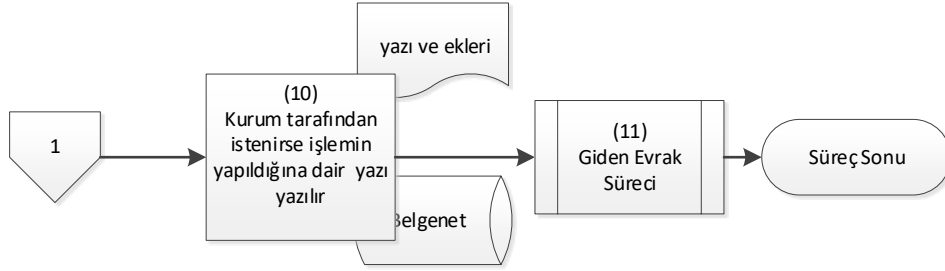 1
(10)
Kurum tarafından
istenirse işlemin
yapıldığına dair yazı
yazılır
yazı ve ekleri
Belgenet
(11)
Giden Evrak
Süreci
Süreç Sonu